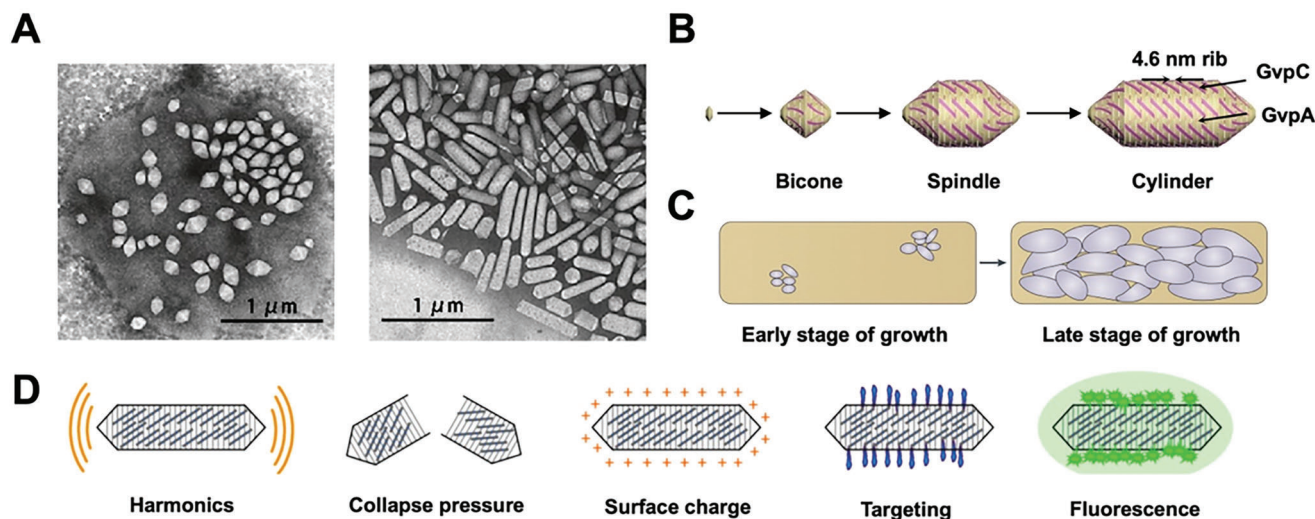 A
1 μm
1 μm
B
4.6 nm rib
GvpC
GvpA
Bicone
Spindle
Cylinder
C
Early stage of growth
Late stage of growth
D
Harmonics
Collapse pressure
Surface charge
Targeting
Fluorescence